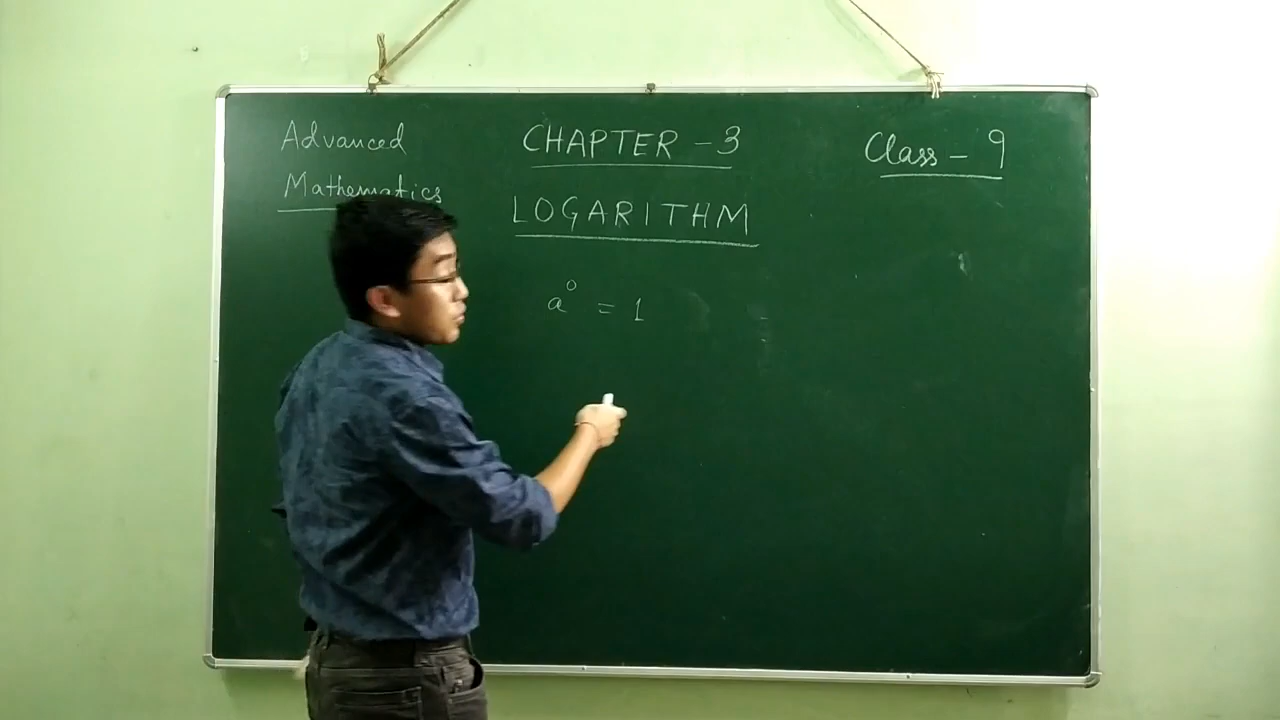 Advanced
Mathematics
CHAPTER - 3
LOGARITHM
Class - 9
a⁰ = 1